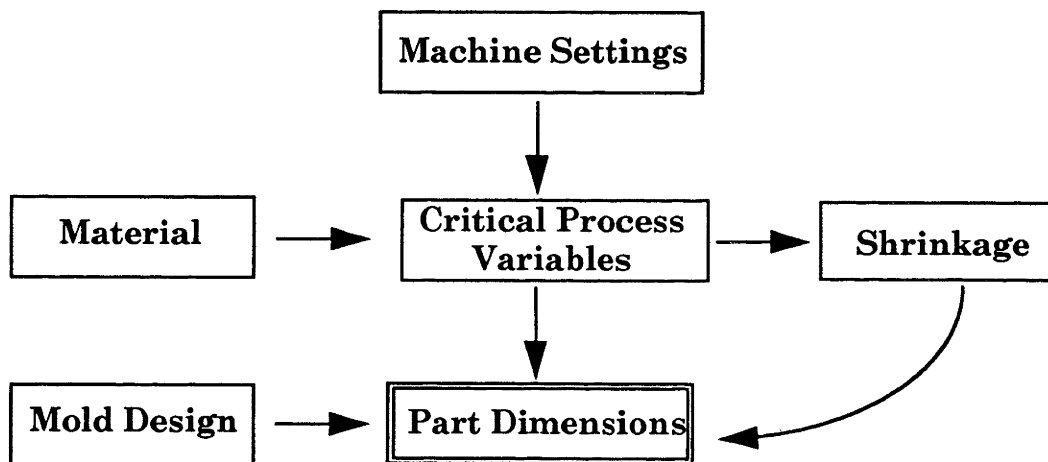 Machine Settings
Material
Critical Process
Variables
Shrinkage
Mold Design
Part Dimensions